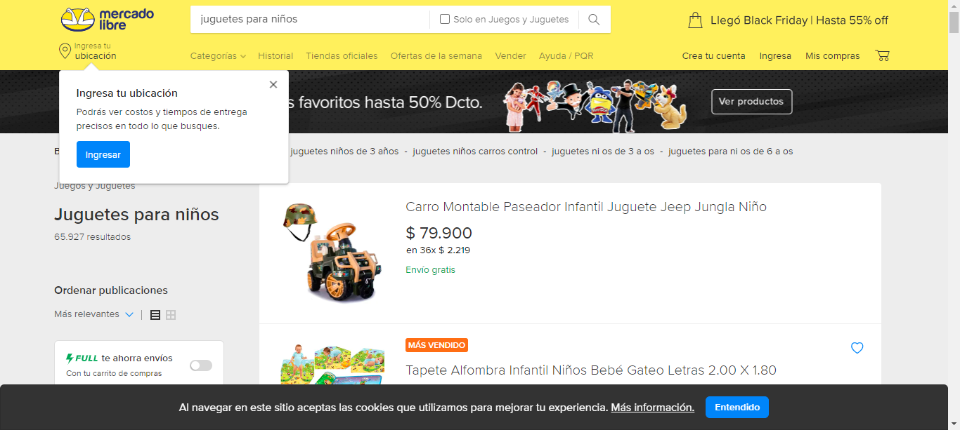 mercado
libre
juguetes para niños
Solo en Juegos y Juguetes
Llegó Black Friday | Hasta 55% off
Ingresa tu
ubicación
Categorías
Historial
Tiendas oficiales
Ofertas de la semana
Vender
Ayuda / PQR
Crea tu cuenta
Ingresa
Mis compras
Ingresa tu ubicación
Podrás ver costos y tiempos de entrega
precisos en todo lo que busques.
Ingresar
s favoritos hasta 50% Dcto.
Ver productos
B
juguetes niños de 3 años - juguetes niños carros control - juguetes ni os de 3 a os - juguetes para ni os de 6 a os
Juegos y Juguetes
Juguetes para niños
65.927 resultados
Ordenar publicaciones
Más relevantes
FULL te ahorra envíos
Con tu carrito de compras
Carro Montable Paseador Infantil Juguete Jeep Jungla Niño
$ 79.900
en 36x $ 2.219
Envío gratis
MÁS VENDIDO
Tapete Alfombra Infantil Niños Bebé Gateo Letras 2.00 X 1.80
Al navegar en este sitio aceptas las cookies que utilizamos para mejorar tu experiencia. Más información.
Entendido